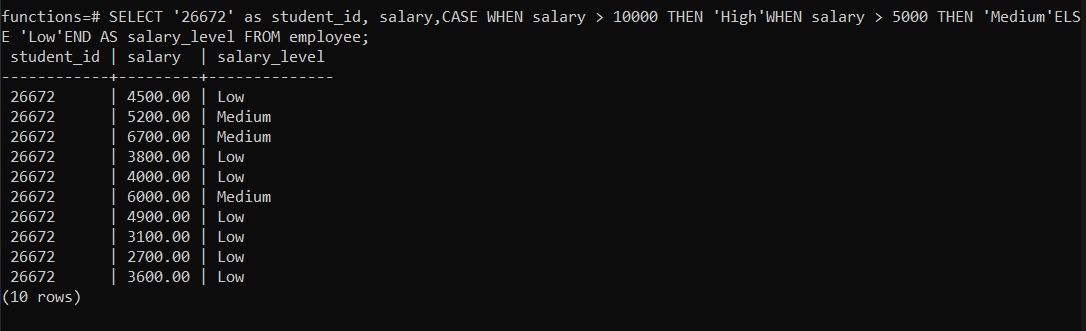 functions=# SELECT '26672' as student_id, salary,CASE WHEN salary > 10000 THEN 'High'WHEN salary > 5000 THEN 'Medium'ELS
E 'Low'END AS salary_level FROM employee;
 student_id | salary  | salary_level
------------+---------+--------------
 26672      | 4500.00 | Low
 26672      | 5200.00 | Medium
 26672      | 6700.00 | Medium
 26672      | 3800.00 | Low
 26672      | 4000.00 | Low
 26672      | 6000.00 | Medium
 26672      | 4900.00 | Low
 26672      | 3100.00 | Low
 26672      | 2700.00 | Low
 26672      | 3600.00 | Low
(10 rows)